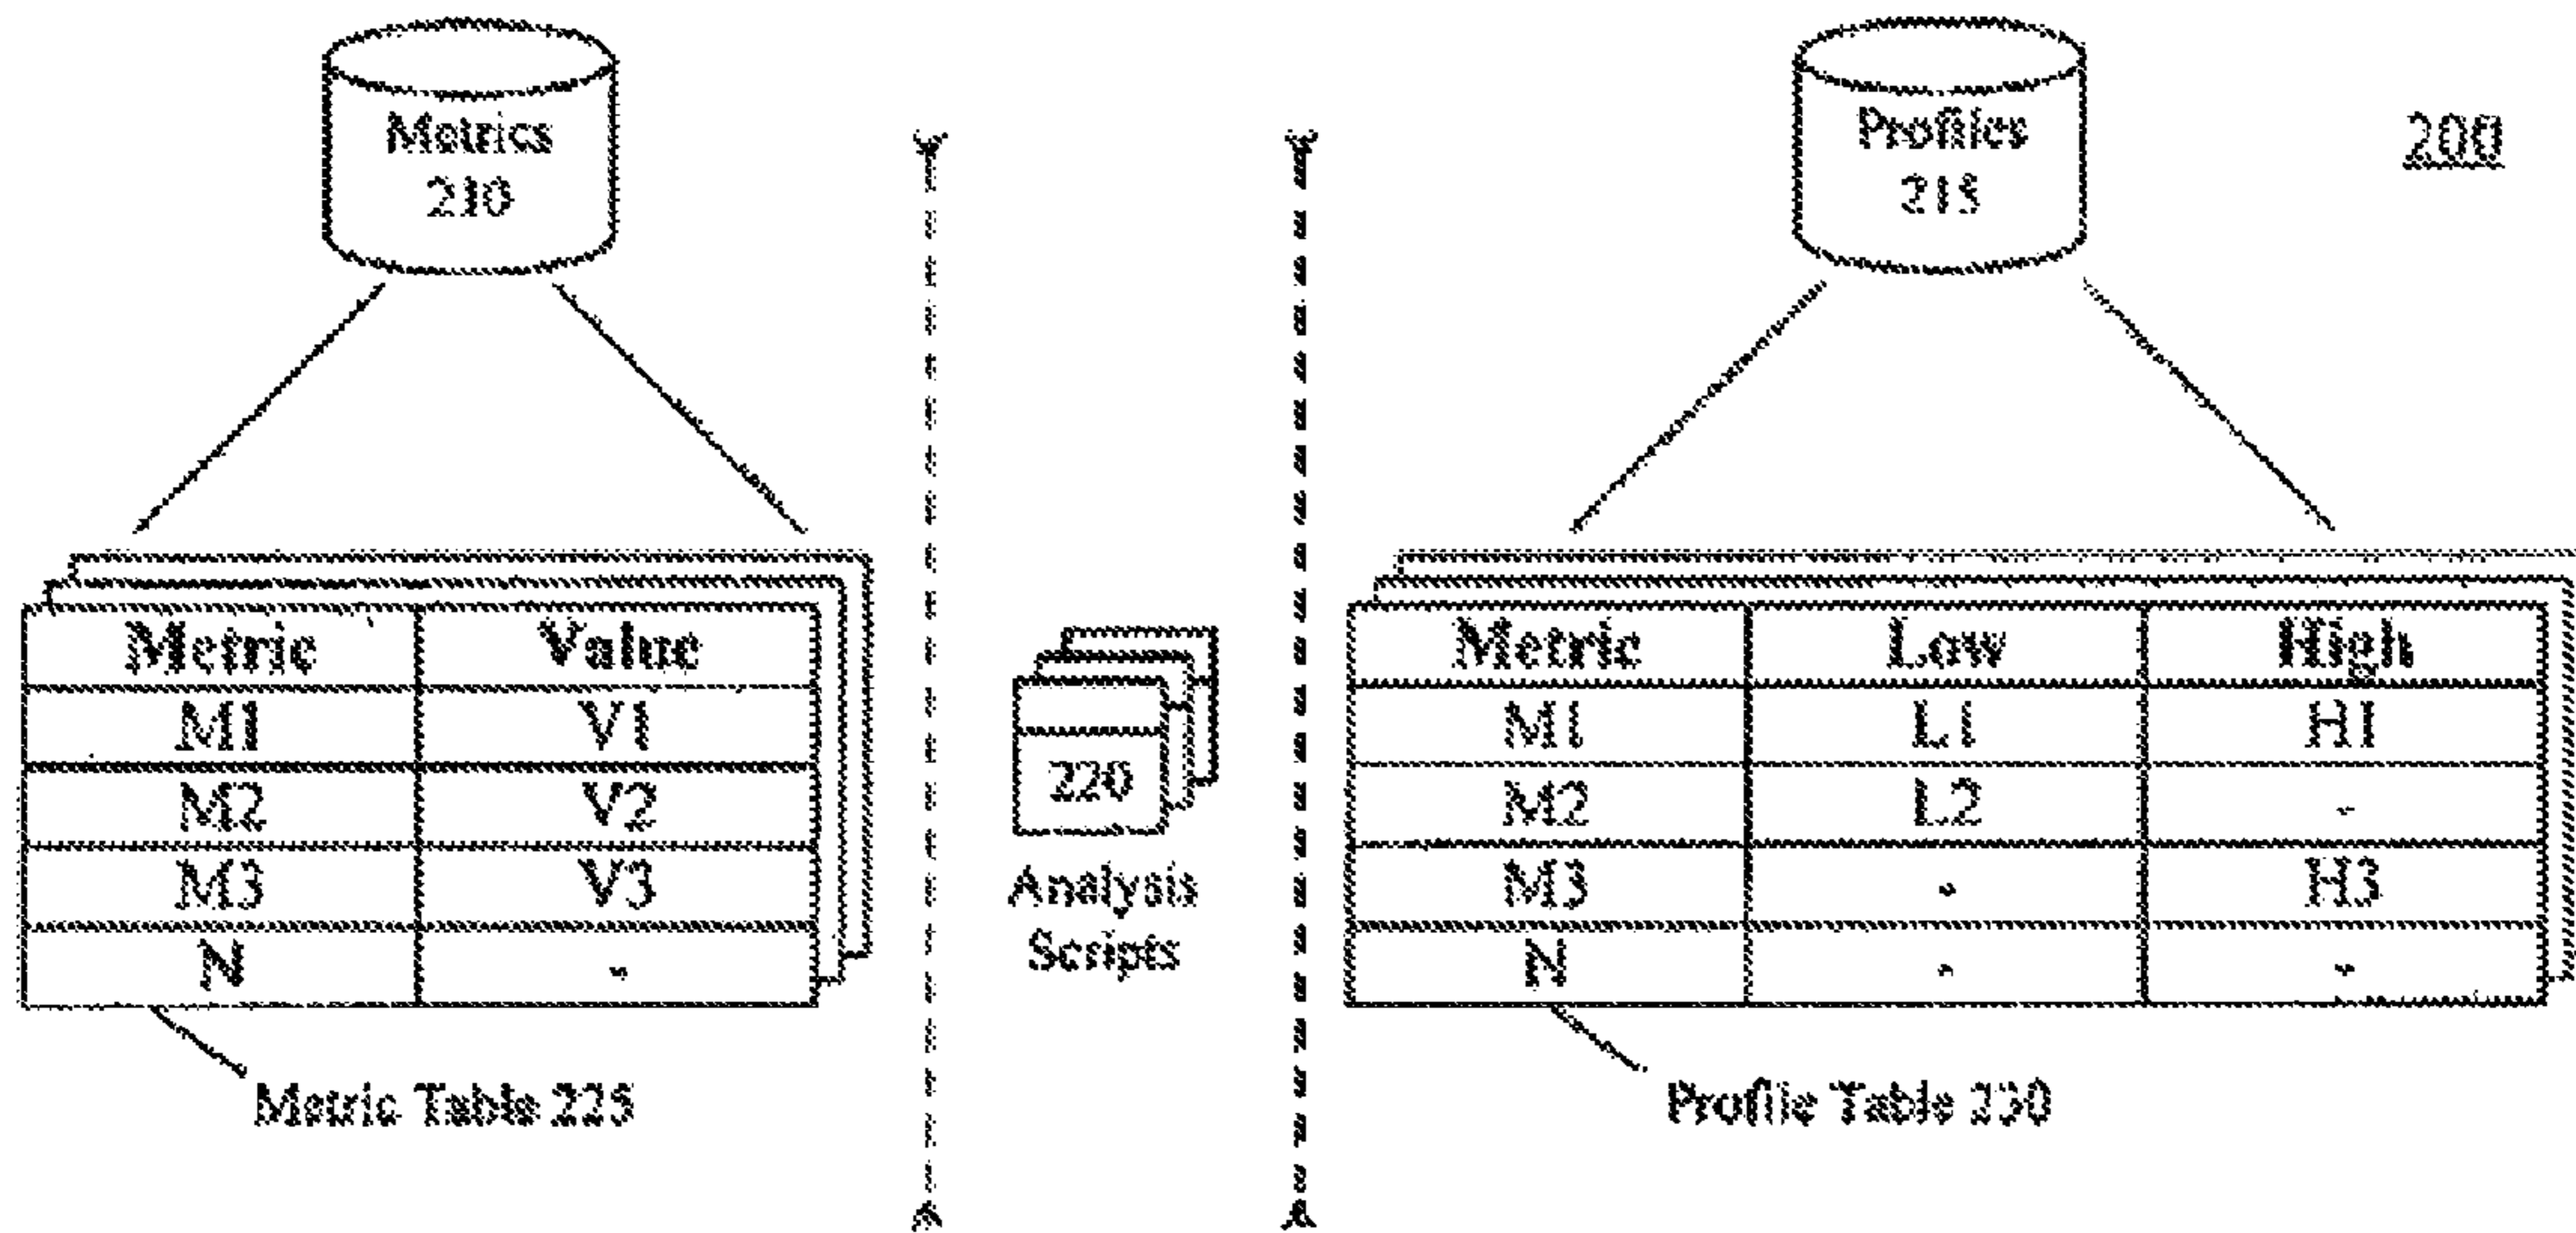 Metrics
210
Profiles
215
200
Metric Value
M1 V1
M2 V2
M3 V3
N -
220
Analysis
Scripts
Metric Low High
M1 L1 H1
M2 L2 -
M3 - H3
N - -
Metric Table 225
Profile Table 230